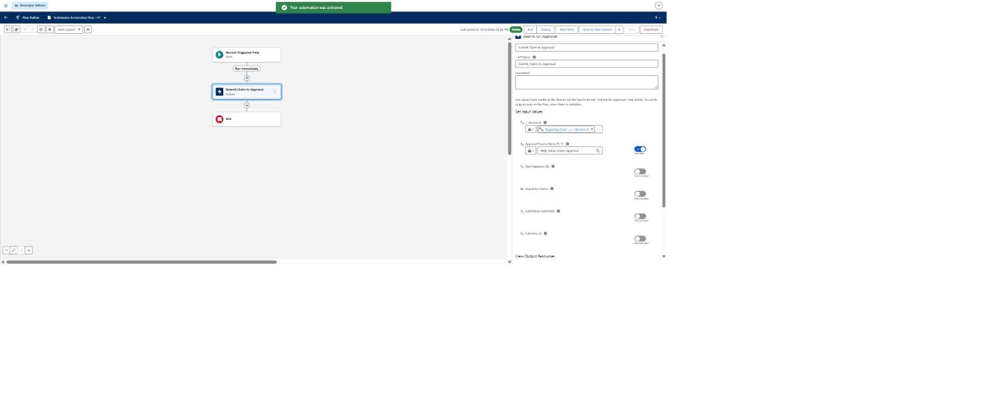 Developer Edition
Your automation was activated.
Flow Builder
Submission Automation Flow - V1
?
Auto Layout
Last saved on 10/2/2026, 03:26 PM
Active
Run
Debug
View Tests
Save As New Version
Save
Deactivate
Record-Triggered Flow
Start
Run Immediately
Submit Claim to Approval
Action
End
Submit for Approval
Submit Claim to Approval
* API Name
Submit_Claim_to_Approval
Description
Use values from earlier in the flow to set the inputs for the "Submit for Approval" core action. To use its
outputs later in the flow, store them in variables.
Set Input Values
* Record ID
Triggering Claim__c > Record ID
Approval Process Name Or ID
High_Value_Claim_Approval
Included
Next Approver IDs
Not Included
Skip Entry Criteria
Not Included
Submission Comments
Not Included
Submitter ID
Not Included
View Output Resources